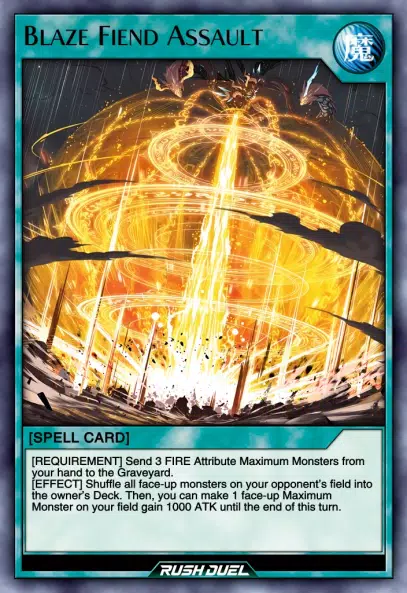 Blaze Fiend Assault
魔
[SPELL CARD]
[REQUIREMENT] Send 3 FIRE Attribute Maximum Monsters from
your hand to the Graveyard.
[EFFECT] Shuffle all face-up monsters on your opponent's field into
the owner's Deck. Then, you can make 1 face-up Maximum
Monster on your field gain 1000 ATK until the end of this turn.
RUSH DUEL